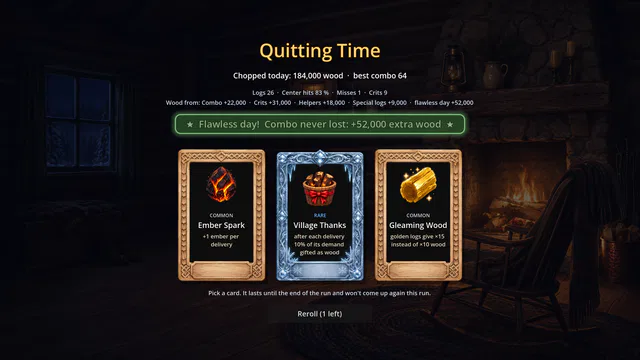 Quitting Time
Chopped today: 184,000 wood · best combo 64
Logs 26 · Center hits 83 % · Misses 1 · Crits 9
Wood from: Combo +22,000 · Crits +31,000 · Helpers +18,000 · Special logs +9,000 · flawless day +52,000
★ Flawless day! Combo never lost: +52,000 extra wood ★
COMMON
Ember Spark
+1 ember per
delivery
RARE
Village Thanks
after each delivery
10% of its demand
gifted as wood
COMMON
Gleaming Wood
golden logs give ×15
instead of ×10 wood
Pick a card. It lasts until the end of the run and won't come up again this run.
Reroll (1 left)